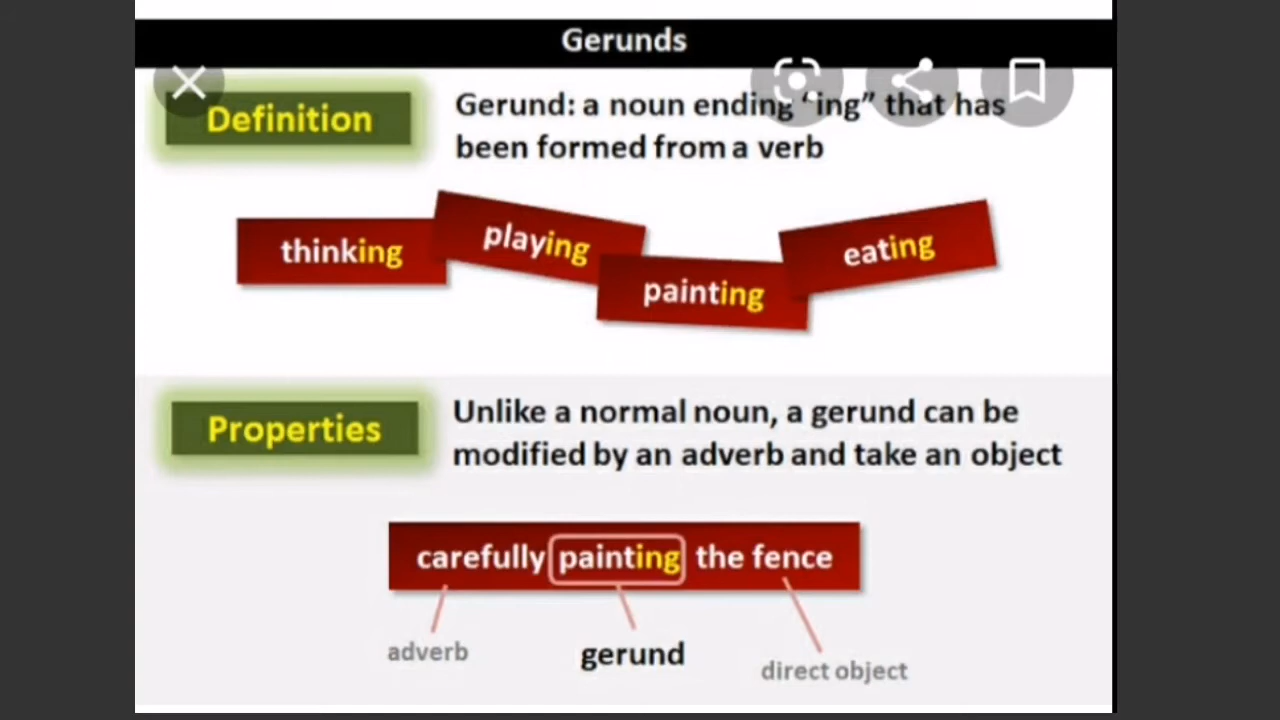 Gerunds
Definition
Gerund: a noun ending ‘ing” that has
been formed from a verb
thinking
playing
painting
eating
Properties
Unlike a normal noun, a gerund can be
modified by an adverb and take an object
carefully painting the fence
adverb
gerund
direct object